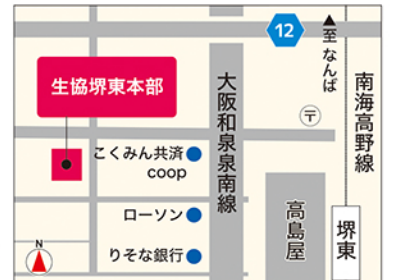 12
▲至 なんば
南海高野線
生協堺東本部
大阪和泉泉南線
〒
こくみん共済
coop
ローソン
りそな銀行
高島屋
堺東
N